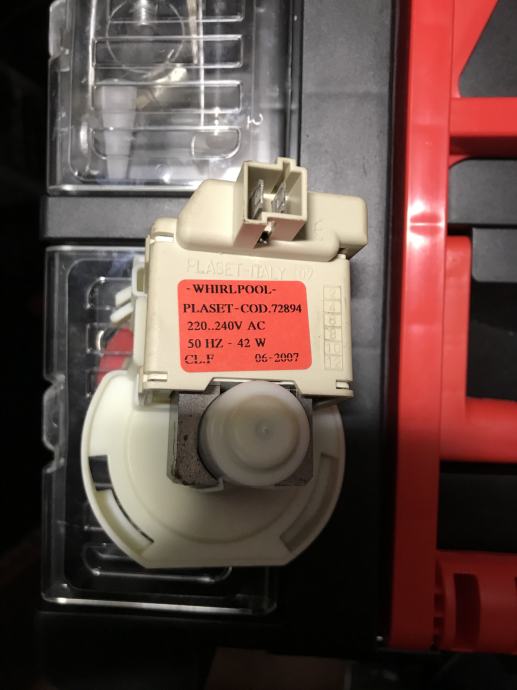 PLASET-ITALY
- WHIRLPOOL-
PLASET-COD.72894
220..240V AC
50 HZ - 42 W
CL.F 06-2007